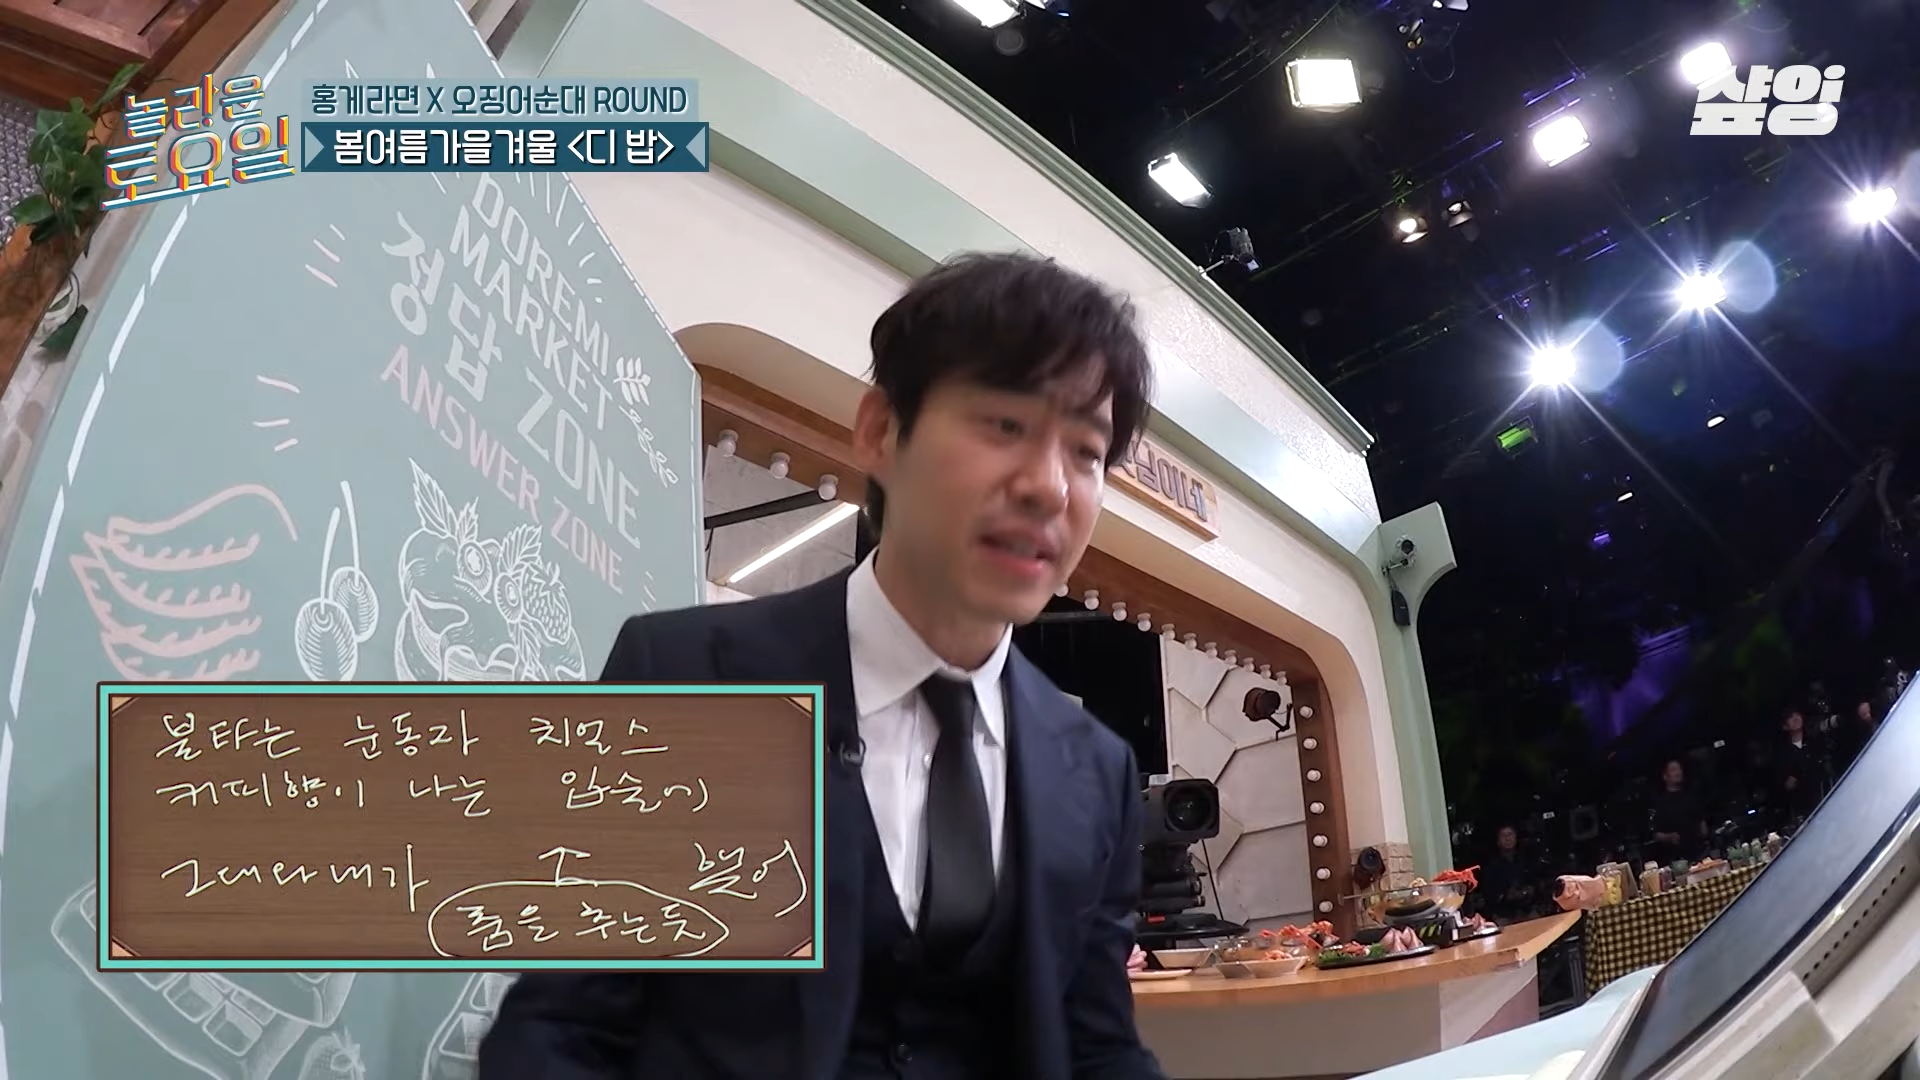 놀라운
토요일
홍게라면 X 오징어순대 ROUND
봄여름가을겨울 <디 밥>
샾잉
DOREMI
MARKET
정답 ZONE
ANSWER ZONE
불타는 눈동자 치얼스
커피향이 나는 입술에
그대와 내가 붙어
춤을 추는 듯